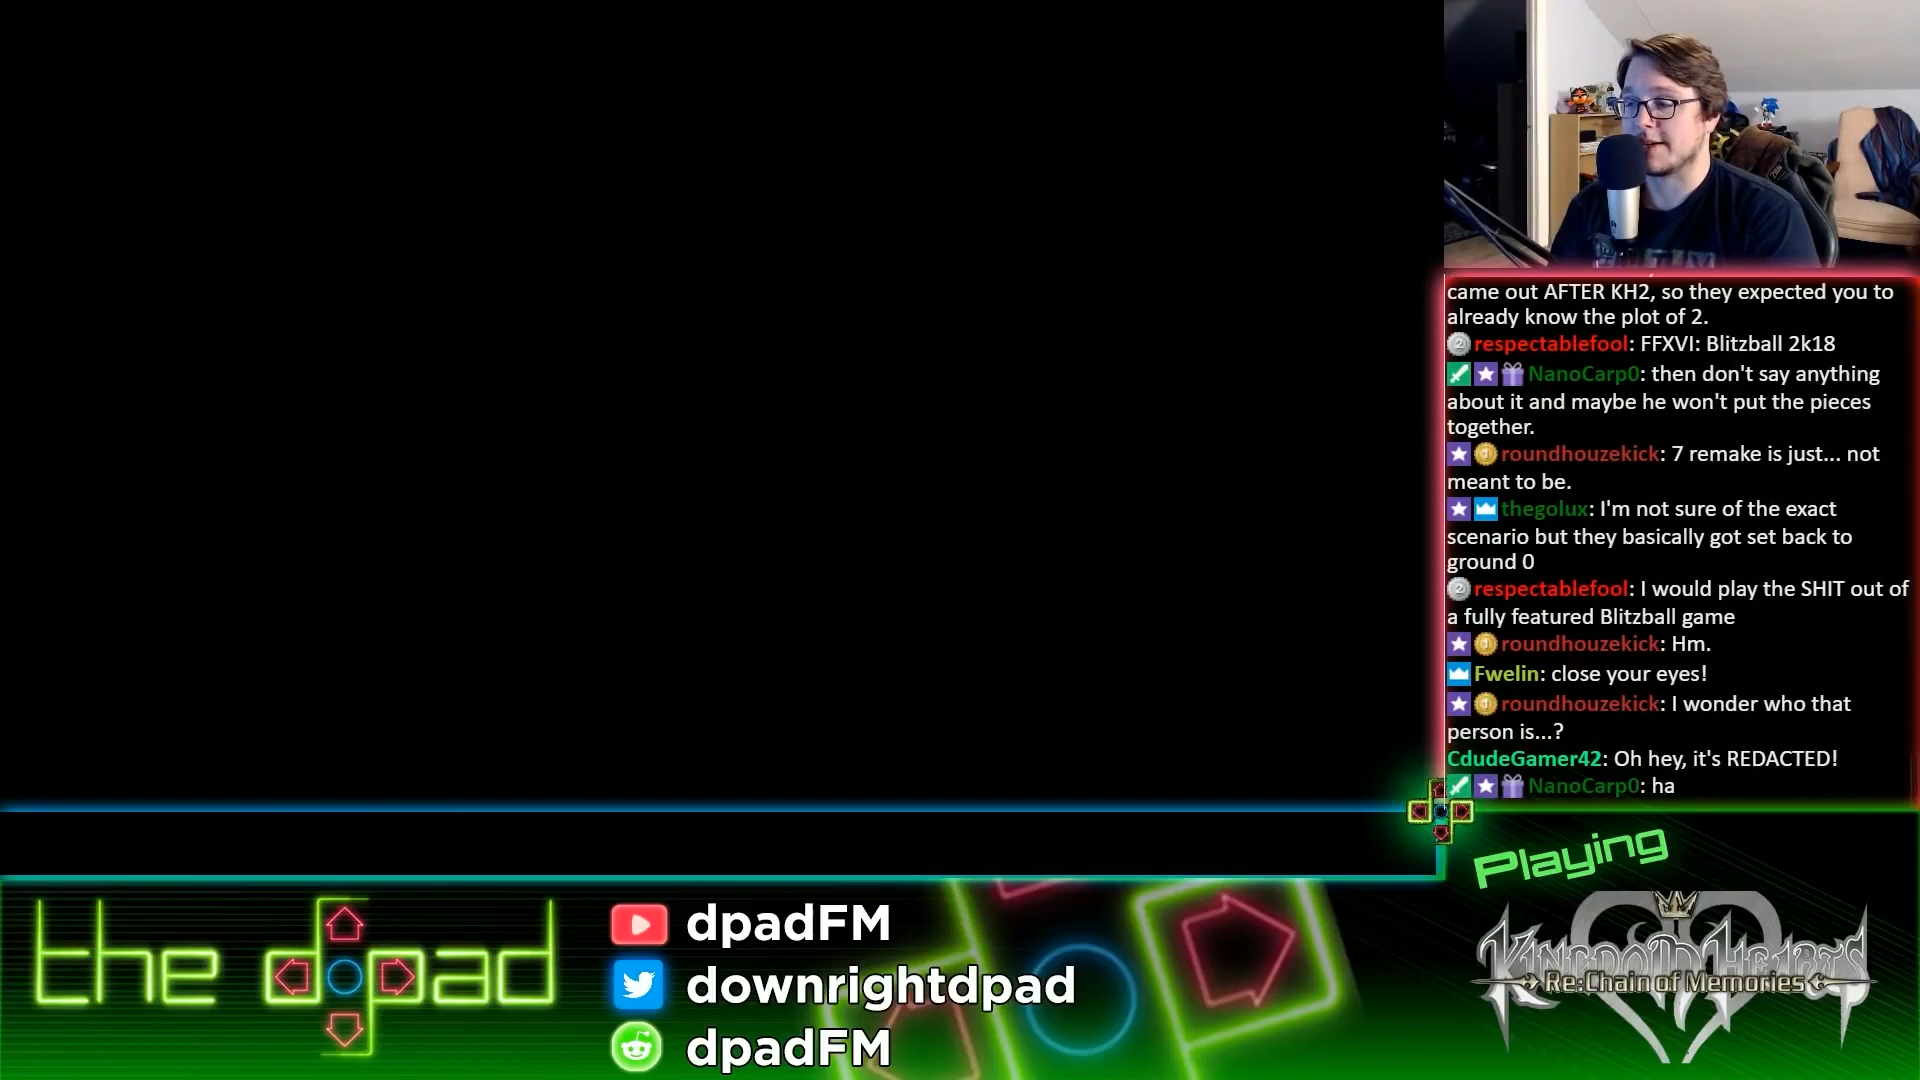 came out AFTER KH2, so they expected you to
already know the plot of 2.
respectablefool: FFXVI: Blitzball 2k18
NanoCarp0: then don't say anything
about it and maybe he won't put the pieces
together.
roundhouzekick: 7 remake is just... not
meant to be.
thegolux: I'm not sure of the exact
scenario but they basically got set back to
ground 0
respectablefool: I would play the SHIT out of
a fully featured Blitzball game
roundhouzekick: Hm.
Fwelin: close your eyes!
roundhouzekick: I wonder who that
person is...?
CdudeGamer42: Oh hey, it's REDACTED!
NanoCarp0: ha
Playing
KINGDOM HEARTS
Re:Chain of Memories
the dpad
dpadFM
downrightdpad
dpadFM